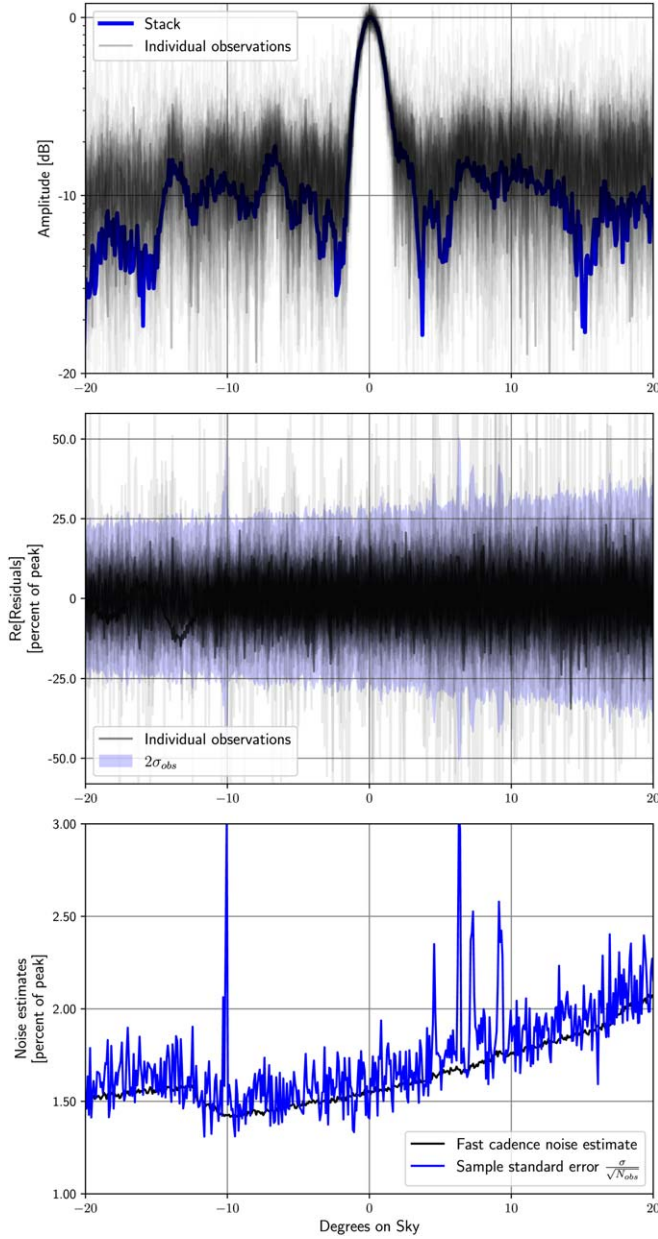 0
-10
-20
Amplitude [dB]
Stack
Individual observations
−20
−10
0
10
20
50.0
25.0
0
-25.0
-50.0
Re[Residuals]
[percent of peak]
Individual observations
2σobs
−20
−10
0
10
20
3.00
2.50
2.00
1.50
1.00
Noise estimates
[percent of peak]
Fast cadence noise estimate
Sample standard error σ/√Nobs
−20
−10
0
10
20
Degrees on Sky